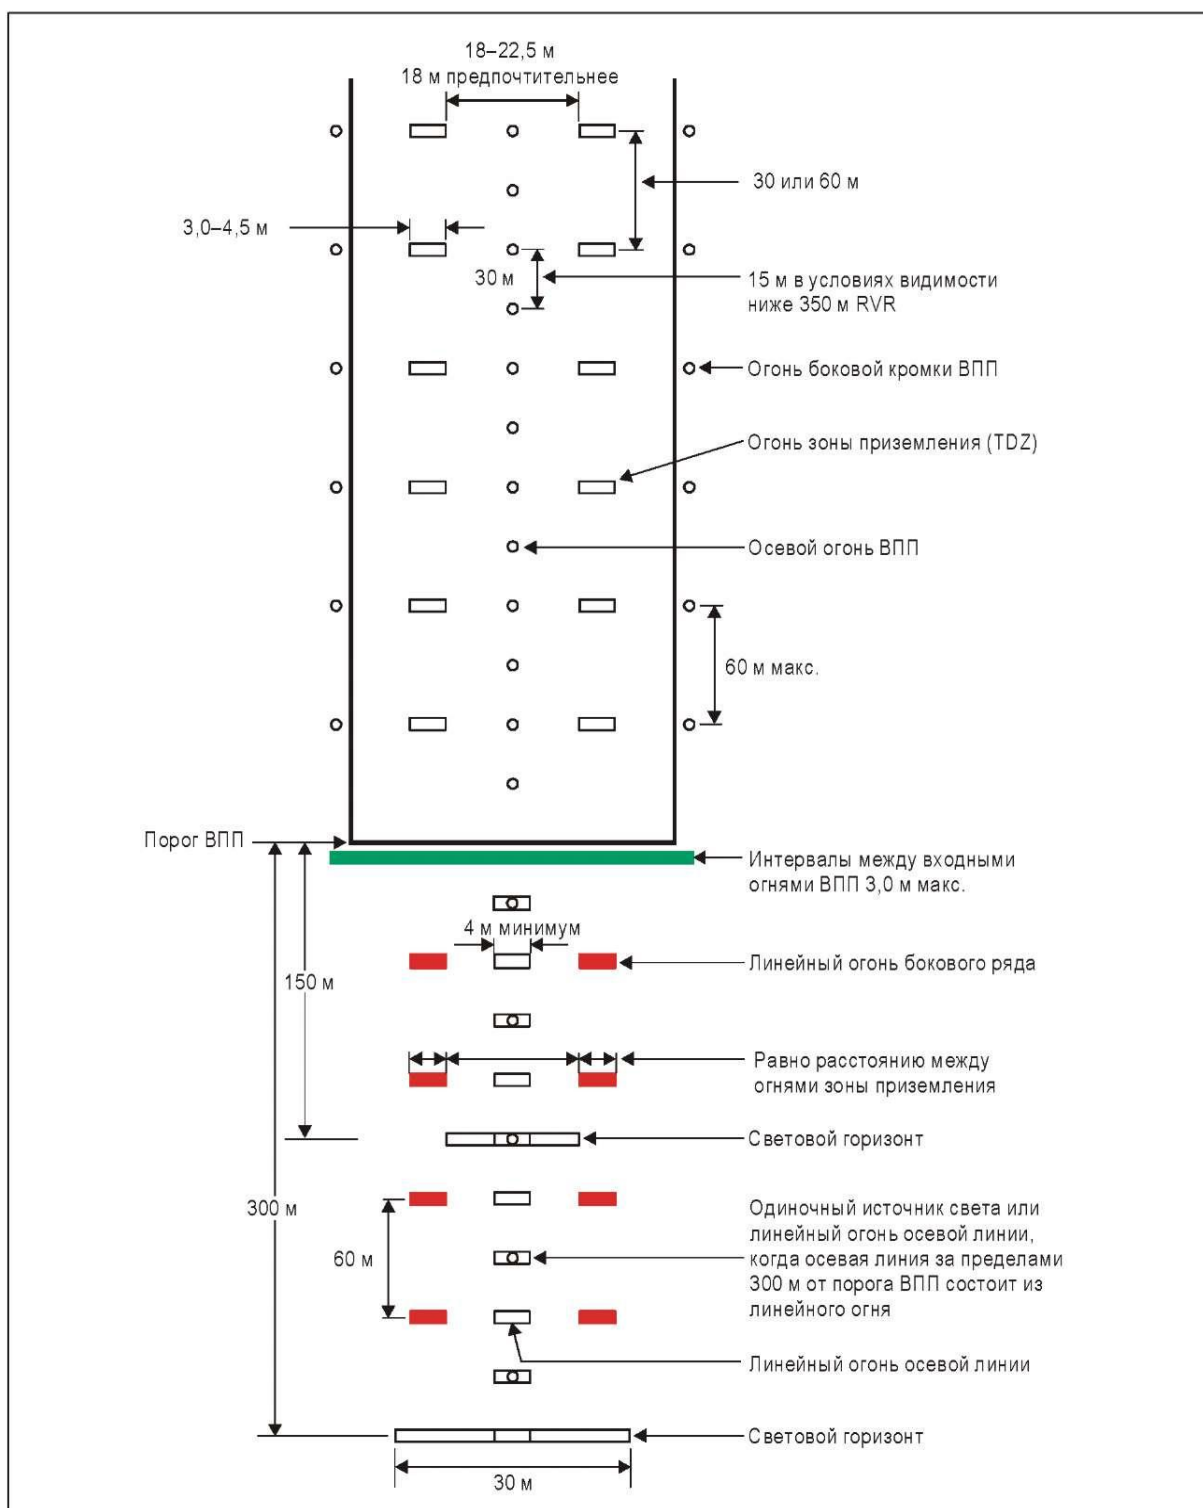 18–22,5 м
18 м предпочтительнее
30 или 60 м
3,0–4,5 м
30 м
15 м в условиях видимости
ниже 350 м RVR
Огонь боковой кромки ВПП
Огонь зоны приземления (TDZ)
Осевой огонь ВПП
60 м макс.
Порог ВПП
Интервалы между входными
огнями ВПП 3,0 м макс.
4 м минимум
Линейный огонь бокового ряда
150 м
Равно расстоянию между
огнями зоны приземления
Световой горизонт
300 м
60 м
Одиночный источник света или
линейный огонь осевой линии,
когда осевая линия за пределами
300 м от порога ВПП состоит из
линейного огня
Линейный огонь осевой линии
Световой горизонт
30 м